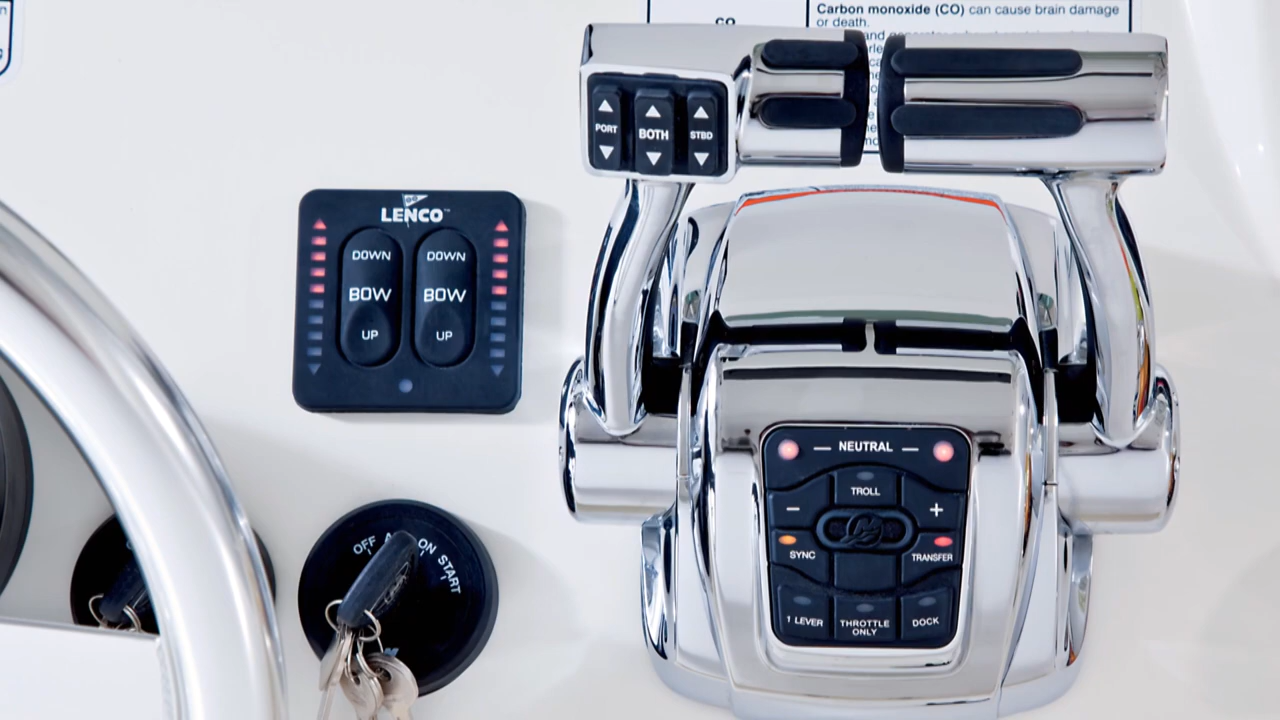 CO
Carbon monoxide (CO) can cause brain damage
or death.
PORT
BOTH
STBD
LENCO™
DOWN
BOW
UP
DOWN
BOW
UP
NEUTRAL
TROLL
−
+
SYNC
TRANSFER
1 LEVER
THROTTLE
ONLY
DOCK
OFF
ON
START